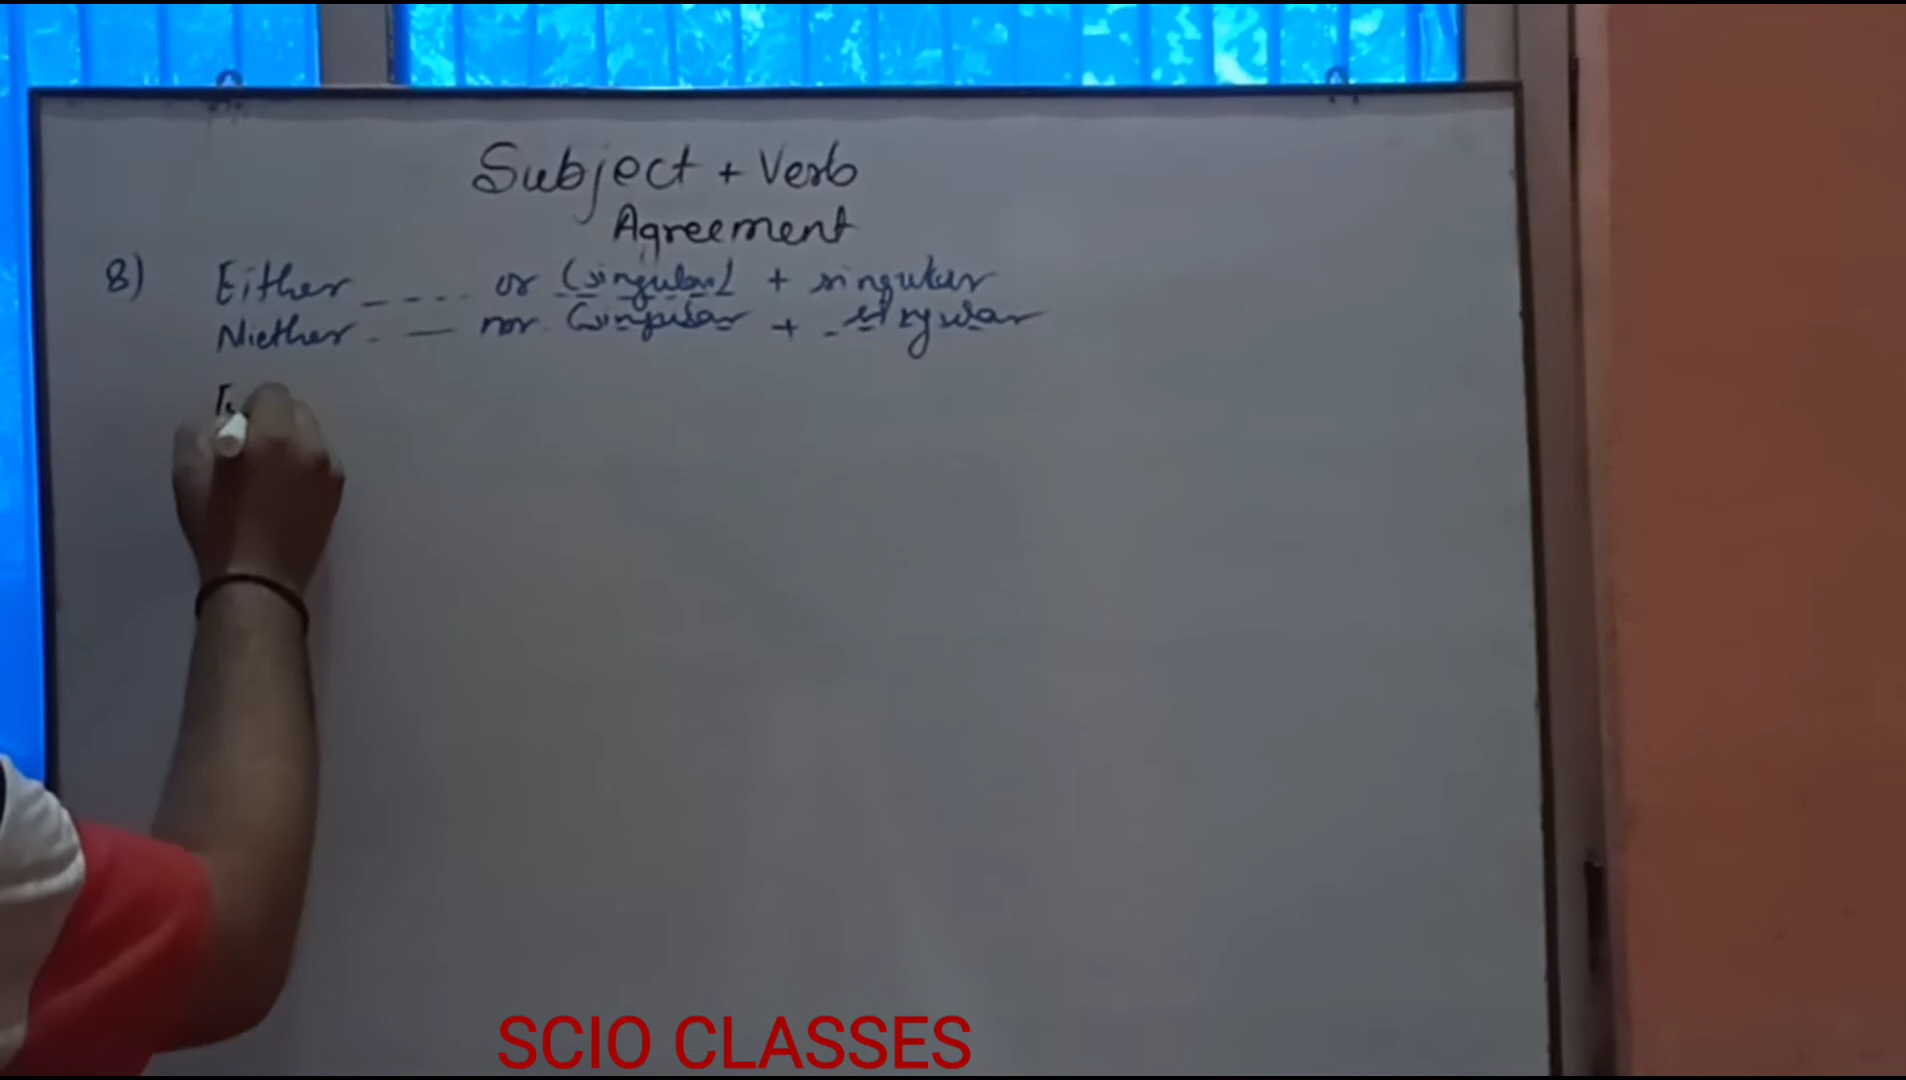 Subject + Verb
Agreement
8) Either _ - - - - or (singular) + singular
Niether - — nor (singular + singular
SCIO CLASSES